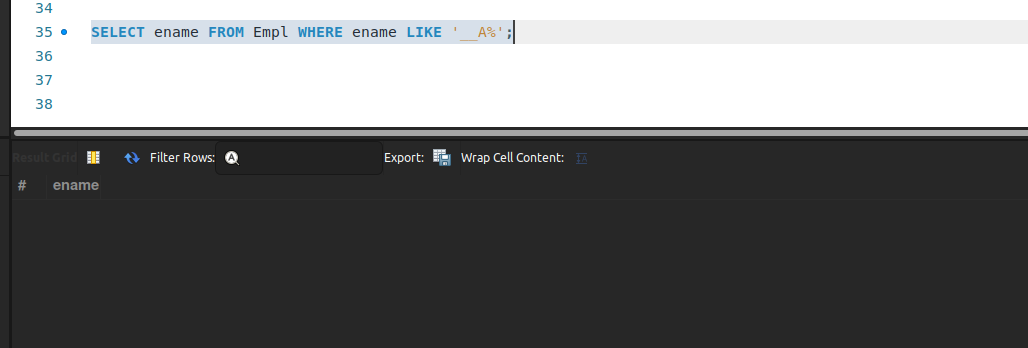 34
35 SELECT ename FROM Empl WHERE ename LIKE '__A%';
36
37
38
Result Grid Filter Rows: Export: Wrap Cell Content: IA
# ename